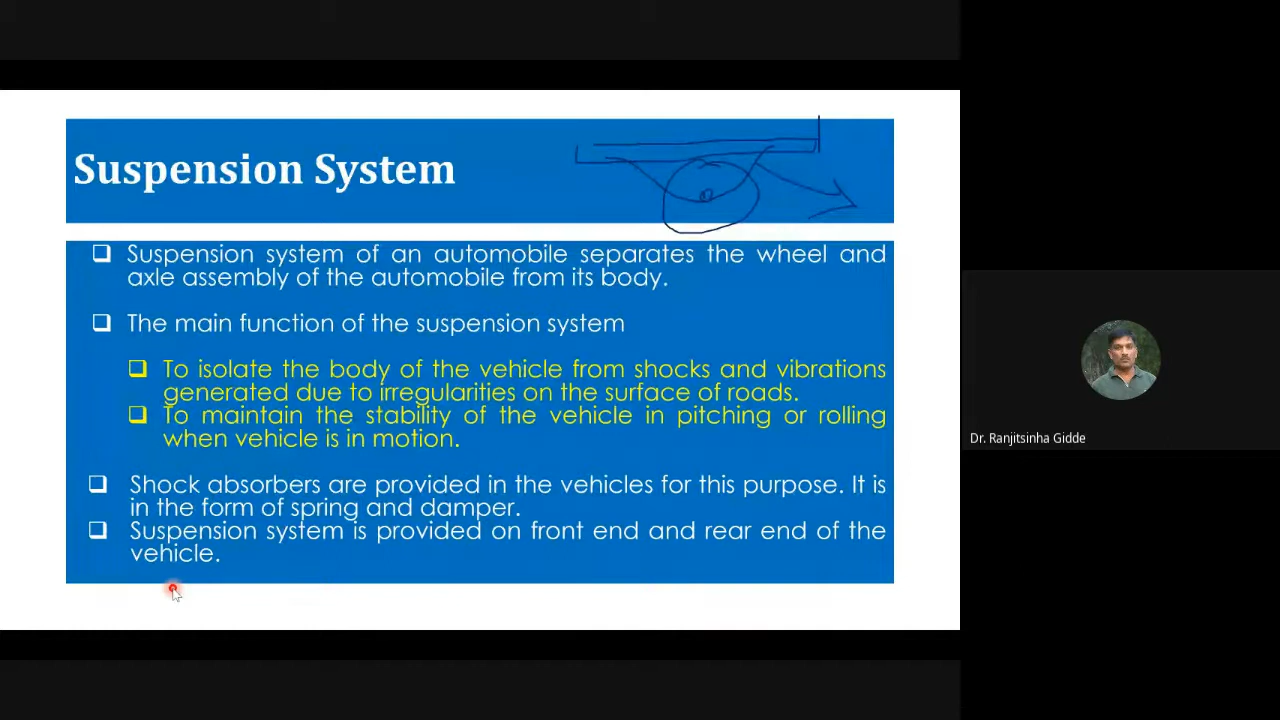 Suspension System
Suspension system of an automobile separates the wheel and
axle assembly of the automobile from its body.
The main function of the suspension system
To isolate the body of the vehicle from shocks and vibrations
generated due to irregularities on the surface of roads.
To maintain the stability of the vehicle in pitching or rolling
when vehicle is in motion.
Shock absorbers are provided in the vehicles for this purpose. It is
in the form of spring and damper.
Suspension system is provided on front end and rear end of the
vehicle.
Dr. Ranjitsinha Gidde